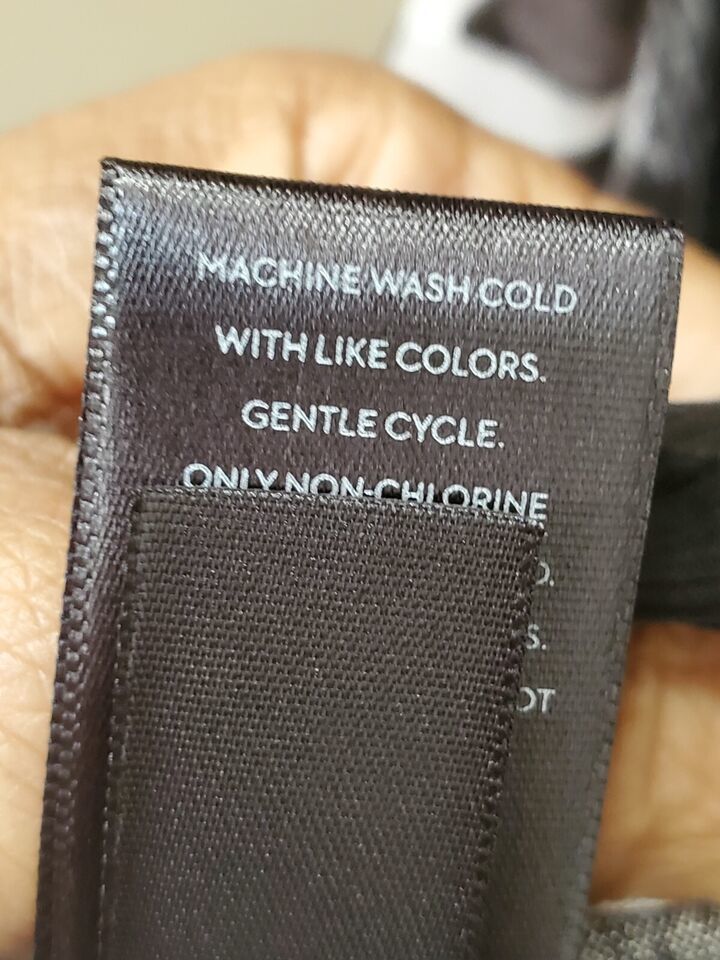 MACHINE WASH COLD
WITH LIKE COLORS.
GENTLE CYCLE.
ONLY NON-CHLORINE